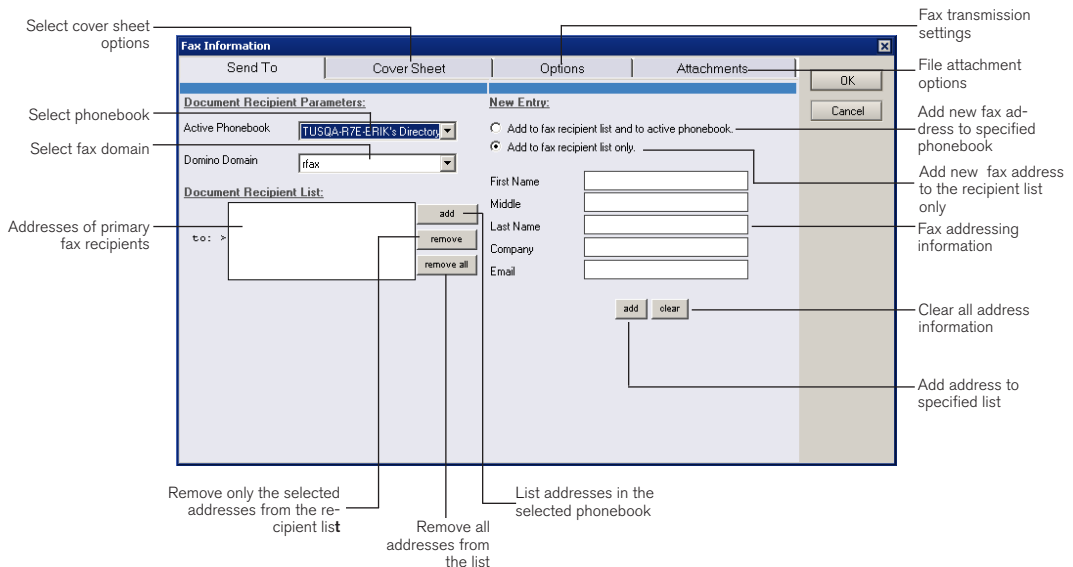 Select cover sheet
options
Fax transmission
settings
Fax Information
Send To
Cover Sheet
Options
Attachments
OK
Cancel
File attachment
options
Document Recipient Parameters:
New Entry:
Select phonebook
Active Phonebook
TUSQA-R7E-ERIK's Directory
Add to fax recipient list and to active phonebook.
Add new fax ad-
dress to specified
phonebook
Select fax domain
Domino Domain
rfax
Add to fax recipient list only.
Add new fax address
to the recipient list
only
Document Recipient List:
First Name
Middle
Last Name
Company
Email
Addresses of primary
fax recipients
to: >
add
remove
remove all
Fax addressing
information
add
clear
Clear all address
information
Add address to
specified list
Remove only the selected
addresses from the re-
cipient list
Remove all
addresses from
the list
List addresses in the
selected phonebook